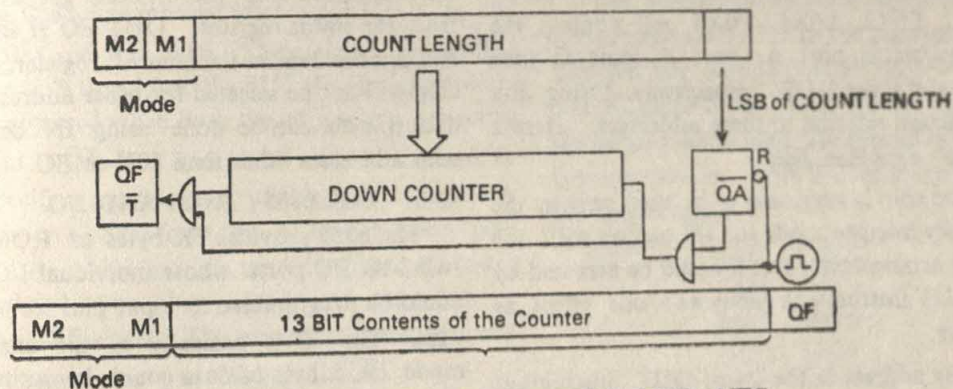 M2 M1 COUNT LENGTH
Mode
LSB of COUNT LENGTH
QF
T
DOWN COUNTER
QA
R
M2 M1 13 BIT Contents of the Counter QF
Mode